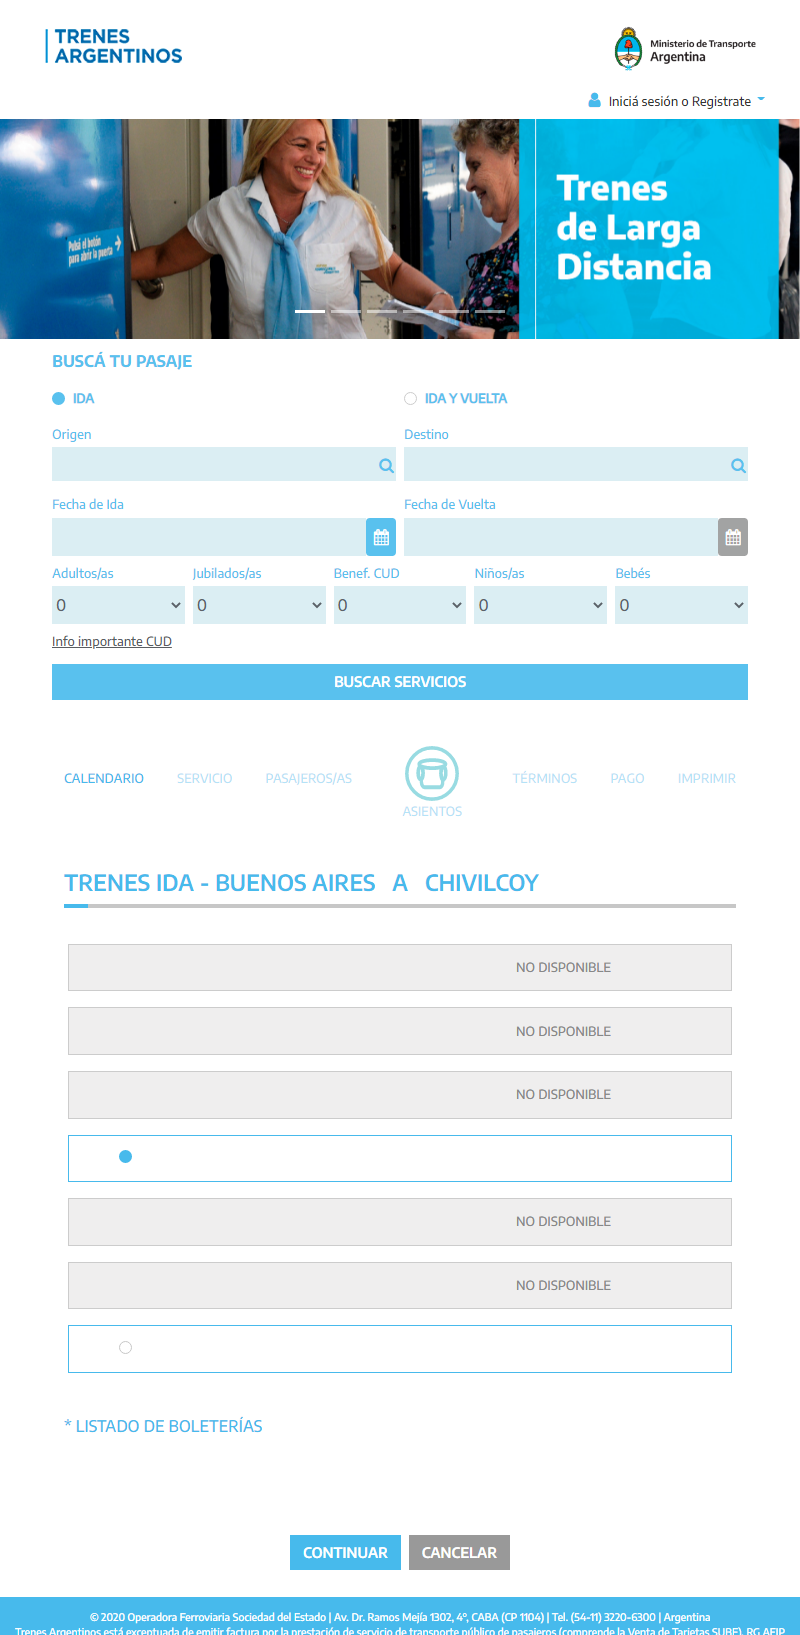 TRENES
ARGENTINOS
Ministerio de Transporte
Argentina
Iniciá sesión o Registrate
Pulsá el botón
para abrir la puerta
Trenes
de Larga
Distancia
BUSCÁ TU PASAJE
IDA
IDA Y VUELTA
Origen
Destino
Fecha de Ida
Fecha de Vuelta
Adultos/as
Jubilados/as
Benef. CUD
Niños/as
Bebés
0
0
0
0
0
Info importante CUD
BUSCAR SERVICIOS
CALENDARIO
SERVICIO
PASAJEROS/AS
ASIENTOS
TÉRMINOS
PAGO
IMPRIMIR
TRENES IDA - BUENOS AIRES A CHIVILCOY
NO DISPONIBLE
NO DISPONIBLE
NO DISPONIBLE
NO DISPONIBLE
NO DISPONIBLE
* LISTADO DE BOLETERÍAS
CONTINUAR
CANCELAR
© 2020 Operadora Ferroviaria Sociedad del Estado | Av. Dr. Ramos Mejía 1302, 4º, CABA (CP 1104) | Tel. (54-11) 3220-6300 | Argentina
Trenes Argentinos está exceptuada de emitir factura por la prestación de servicio de transporte público de pasajeros (comprende la Venta de Tarjetas SUBE). RG AFIP